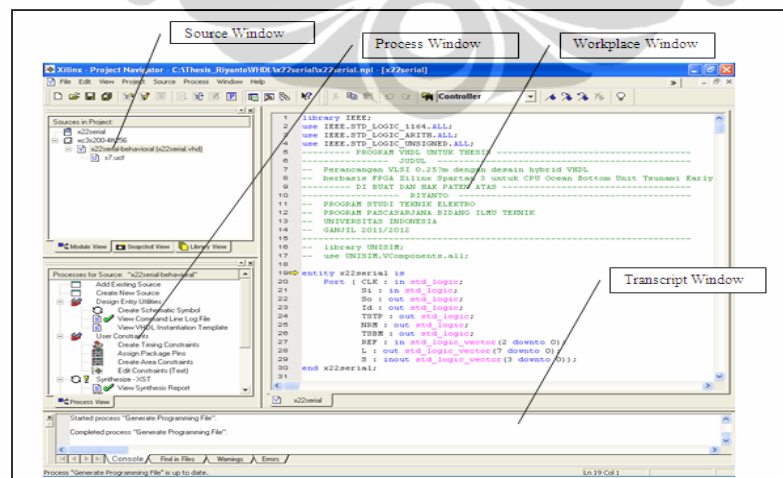 Source Window
Process Window
Workplace Window
Xilinx - Project Navigator - C:\Thesis_RiyantoWHDL\x22serial\x22serial.npl - [x22serial]
File Edit View Project Source Process Window Help
Controller
Sources in Project:
x22serial
xc3s200-4ft256
x22serial-behavioral (x22serial.vhd)
s7.ucf
Module View Snapshot View Library View
Processes for Source: "x22serial-behavioral"
Add Existing Source
Create New Source
Design Entry Utilities
Create Schematic Symbol
View Command Line Log File
View VHDL Instantiation Template
User Constraints
Create Timing Constraints
Assign Package Pins
Create Area Constraints
Edit Constraints (Text)
Synthesize - XST
View Synthesis Report
Process View
1 library IEEE;
2 use IEEE.STD_LOGIC_1164.ALL;
3 use IEEE.STD_LOGIC_ARITH.ALL;
4 use IEEE.STD_LOGIC_UNSIGNED.ALL;
5 --------- PROGRAM VHDL UNTUK THESIS ---------
6 --------- JUDUL ---------
7 -- Perancangan VLSI 0.257m dengan desain hybrid VHDL
8 -- berbasis FPGA Xilinx Spartan 3 untuk CPU Ocean Bottom Unit Tsunami Early
9 --------- DI BUAT DAN HAK PATEN ATAS ---------
10 --------- RIYANTO ---------
11 -- PROGRAM STUDI TEKNIK ELEKTRO
12 -- PROGRAM PASCASARJANA BIDANG ILMU TEKNIK
13 -- UNIVERSITAS INDONESIA
14 -- GANJIL 2011/2012
15 ---------
16 -- library UNISIM;
17 -- use UNISIM.VComponents.all;
18
19 entity x22serial is
20 Port ( CLK : in std_logic;
21 Si : in std_logic;
22 So : out std_logic;
23 Id : out std_logic;
24 TSTP : out std_logic;
25 NRM : out std_logic;
26 TSBM : out std_logic;
27 REF : in std_logic_vector(2 downto 0);
28 L : out std_logic_vector(7 downto 0);
29 S : inout std_logic_vector(3 downto 0));
30 end x22serial;
31
Transcript Window
x22serial
Started process "Generate Programming File".
Completed process "Generate Programming File".
Console Find in Files Warnings Errors
Process "Generate Programming File" is up to date.
Ln 19 Col 1